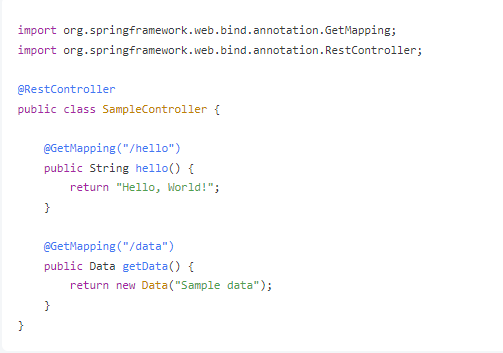 import org.springframework.web.bind.annotation.GetMapping;
import org.springframework.web.bind.annotation.RestController;

@RestController
public class SampleController {

    @GetMapping("/hello")
    public String hello() {
        return "Hello, World!";
    }

    @GetMapping("/data")
    public Data getData() {
        return new Data("Sample data");
    }
}